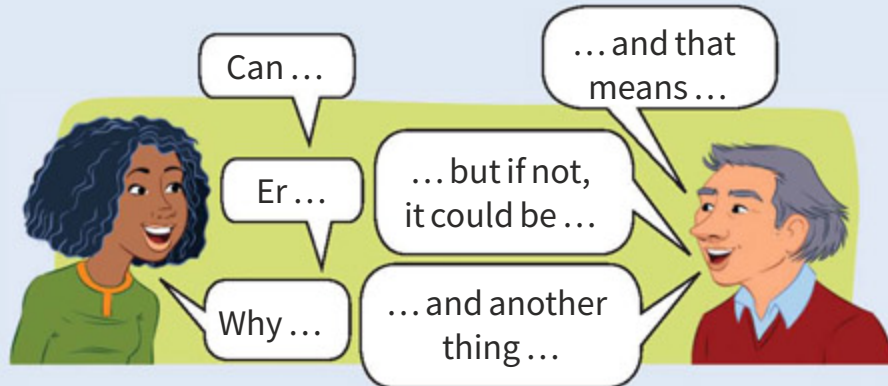 Can …
Er …
Why …
… and that
means …
… but if not,
it could be …
… and another
thing …